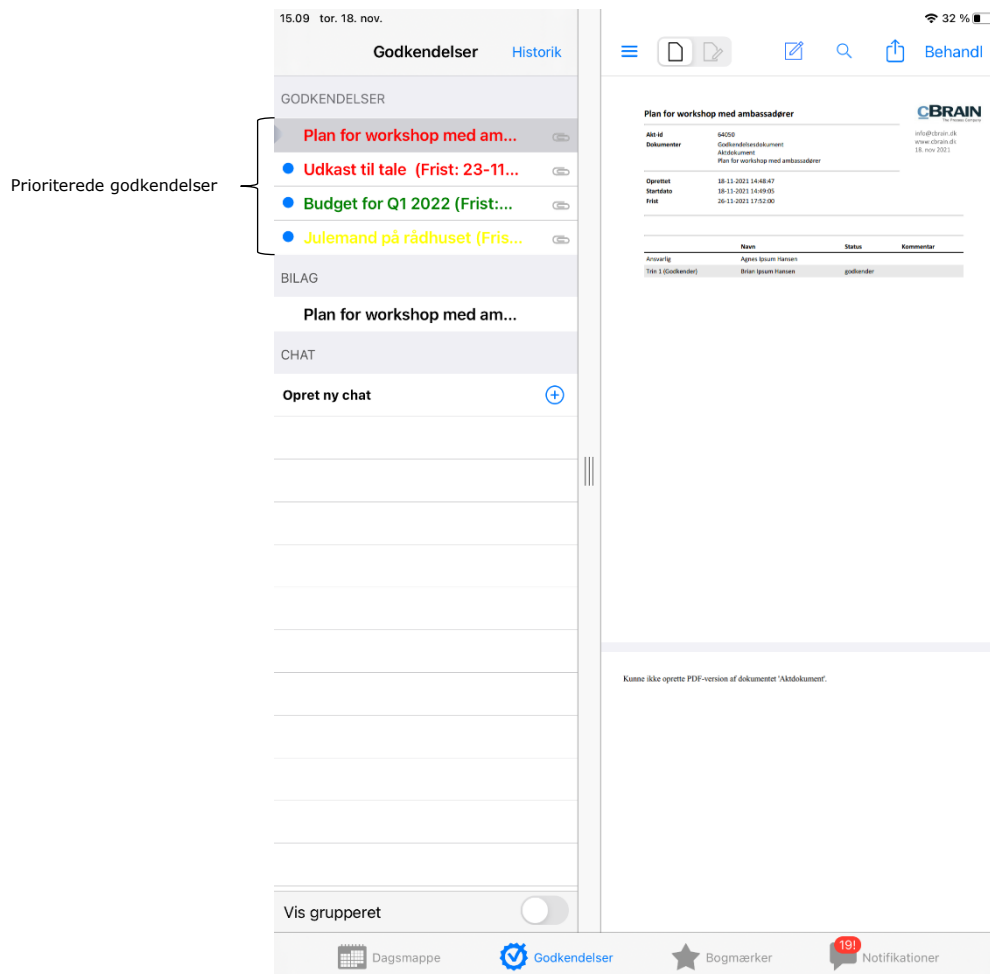 15.09 tor. 18. nov.
32 %
Godkendelser
Historik
Behandl
GODKENDELSER
Plan for workshop med am...
Udkast til tale (Frist: 23-11...
Budget for Q1 2022 (Frist:...
Julemand på rådhuset (Fris...
Prioriterede godkendelser
BILAG
Plan for workshop med am...
CHAT
Opret ny chat
Vis grupperet
Plan for workshop med ambassadører
cBRAIN
The Process Company
info@cbrain.dk
www.cbrain.dk
18. nov 2021
Akt-id 64050
Dokumenter Godkendelsesdokument
Aktdokument
Plan for workshop med ambassadører
Oprettet 18-11-2021 14:48:47
Startdato 18-11-2021 14:49:05
Frist 26-11-2021 17:52:00
Navn Status Kommentar
Ansvarlig Agnes Ipsum Hansen
Trin 1 (Godkender) Brian Ipsum Hansen godkender
Kunne ikke oprette PDF-version af dokumentet 'Aktdokument'.
Dagsmappe
Godkendelser
Bogmærker
19!
Notifikationer